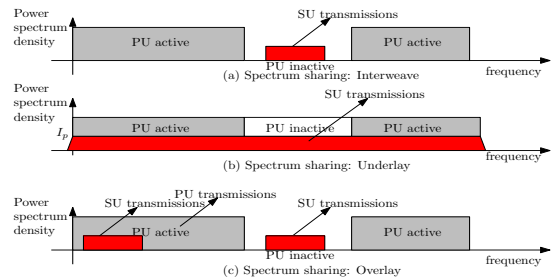 Power
spectrum
density
SU transmissions
PU active
PU active
PU inactive
frequency
(a) Spectrum sharing: Interweave
Power
spectrum
density
SU transmissions
I_p
PU active
PU inactive
PU active
frequency
(b) Spectrum sharing: Underlay
Power
spectrum
density
SU transmissions
PU transmissions
SU transmissions
PU active
PU active
PU inactive
frequency
(c) Spectrum sharing: Overlay